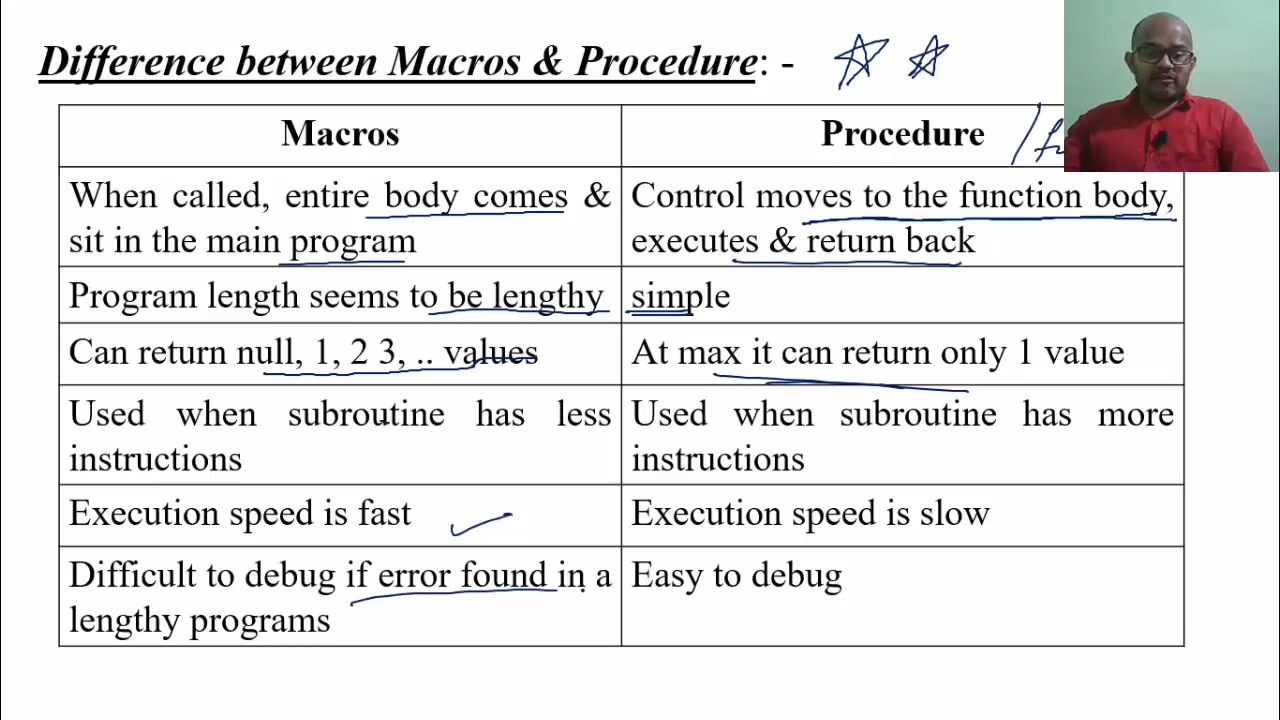 Difference between Macros & Procedure: -
Macros
Procedure
When called, entire body comes &
sit in the main program
Control moves to the function body,
executes & return back
Program length seems to be lengthy
simple
Can return null, 1, 2 3, .. values
At max it can return only 1 value
Used when subroutine has less
instructions
Used when subroutine has more
instructions
Execution speed is fast
Execution speed is slow
Difficult to debug if error found in a
lengthy programs
Easy to debug